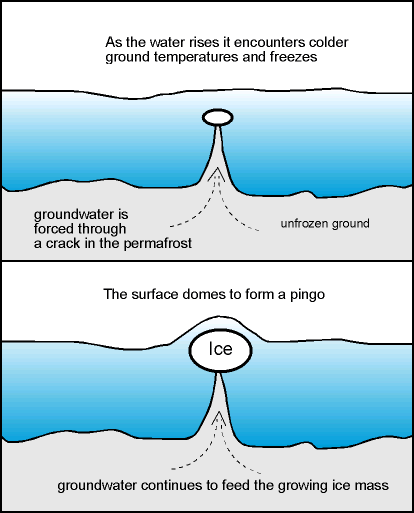 As the water rises it encounters colder
ground temperatures and freezes
groundwater is
forced through
a crack in the permafrost
unfrozen ground
The surface domes to form a pingo
Ice
groundwater continues to feed the growing ice mass